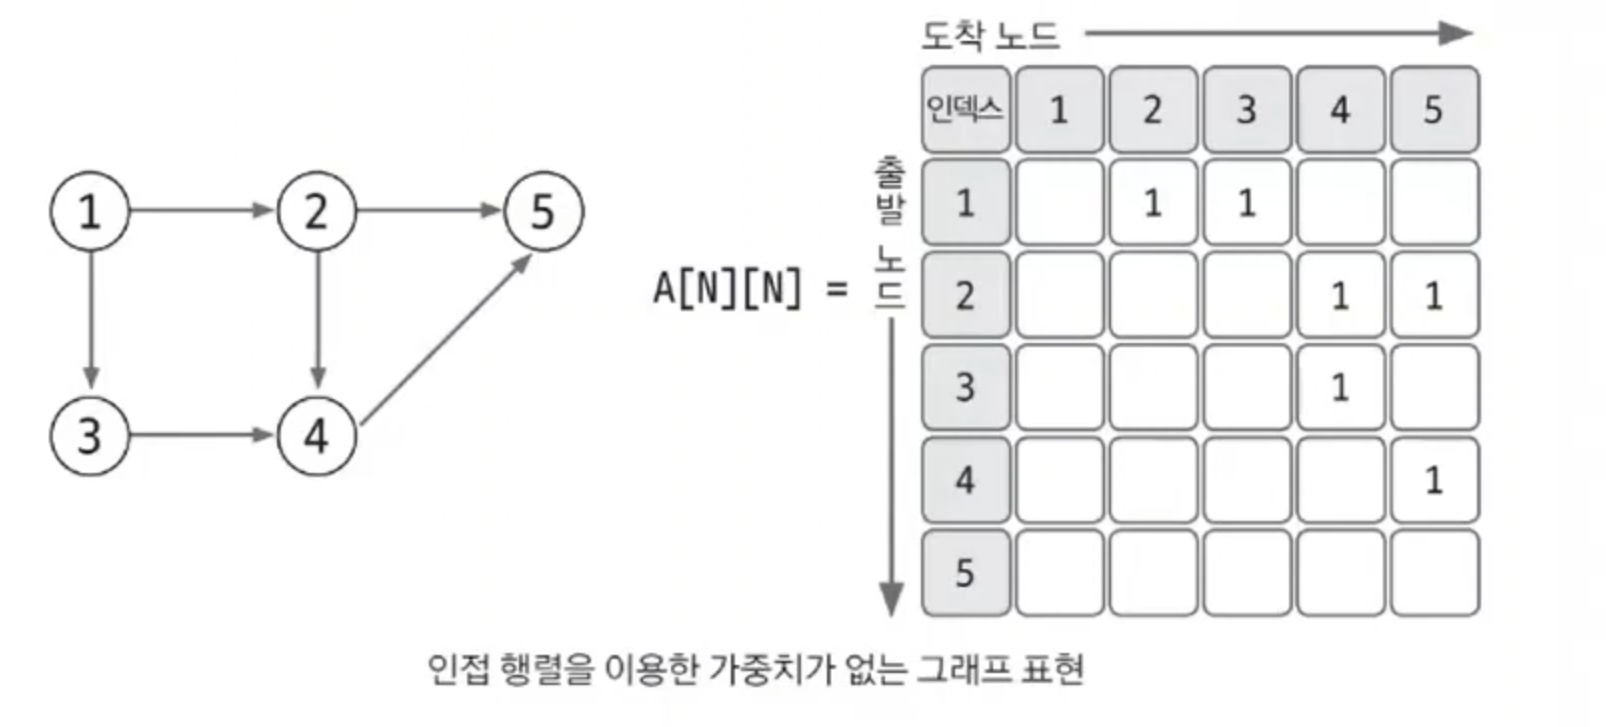 도착 노드
인덱스 1 2 3 4 5
출발 노드
1 1 1
2 1 1
3 1
4 1
5
A[N][N] =
1 2 5
3 4
인접 행렬을 이용한 가중치가 없는 그래프 표현